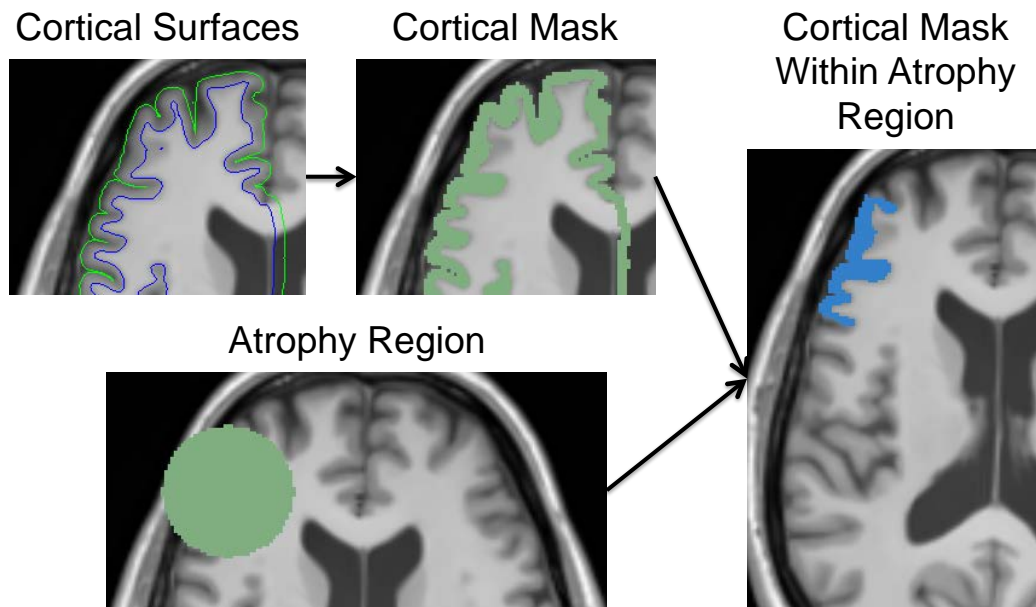 Cortical Surfaces
Cortical Mask
Cortical Mask
Within Atrophy
Region
Atrophy Region